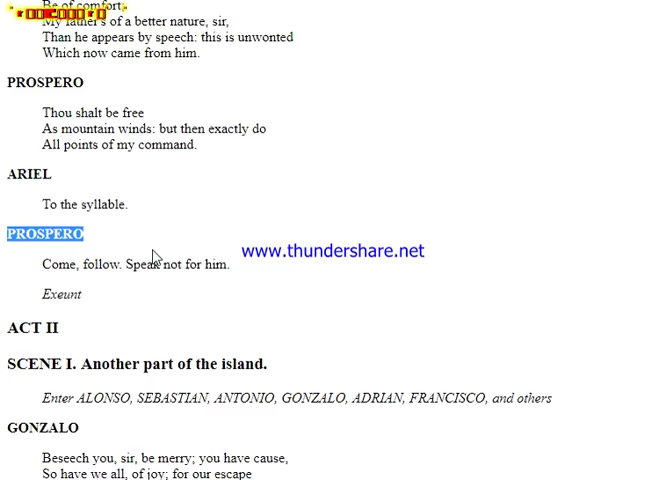 Be of comfort;
My father's of a better nature, sir,
Than he appears by speech: this is unwonted
Which now came from him.
PROSPERO
Thou shalt be free
As mountain winds: but then exactly do
All points of my command.
ARIEL
To the syllable.
PROSPERO
www.thundershare.net
Come, follow. Speak not for him.
Exeunt
ACT II
SCENE I. Another part of the island.
Enter ALONSO, SEBASTIAN, ANTONIO, GONZALO, ADRIAN, FRANCISCO, and others
GONZALO
Beseech you, sir, be merry; you have cause,
So have we all, of joy; for our escape